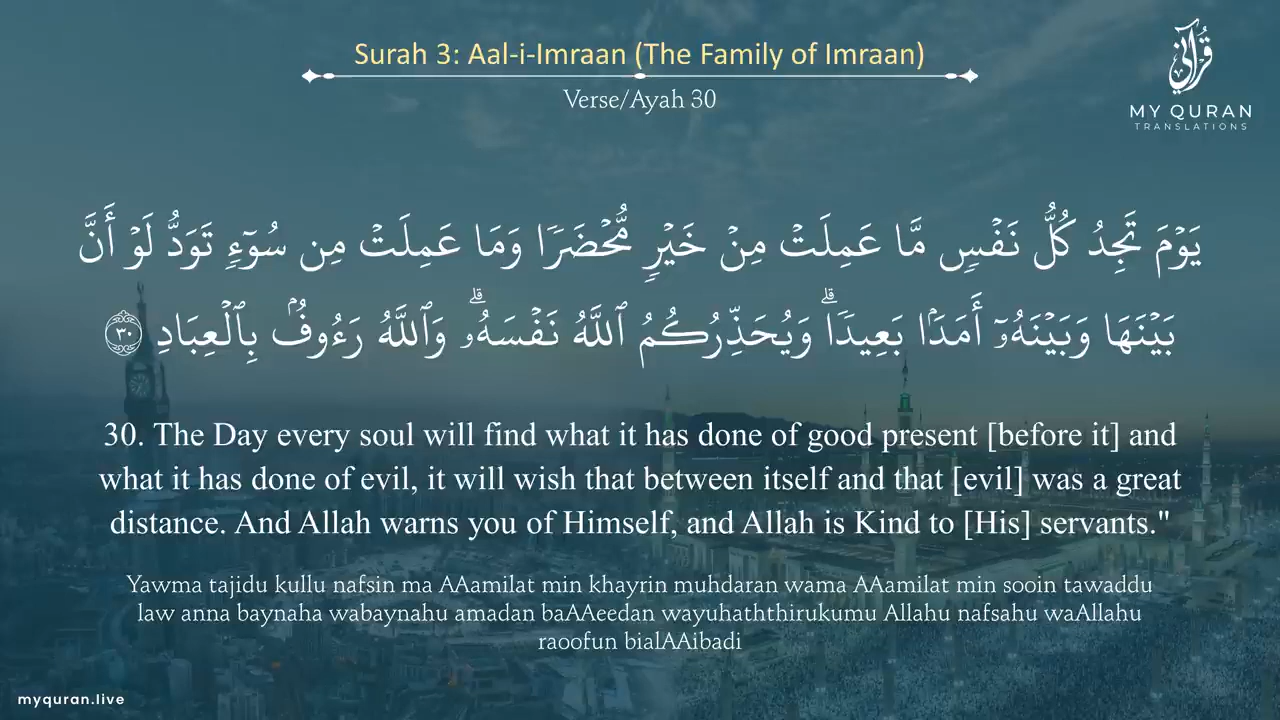 Surah 3: Aal-i-Imraan (The Family of Imraan)
Verse/Ayah 30
قرآني
MY QURAN
TRANSLATIONS
يَوْمَ تَجِدُ كُلُّ نَفْسٍ مَّا عَمِلَتْ مِنْ خَيْرٍ مُّحْضَرًا وَمَا عَمِلَتْ مِن سُوٓءٍ تَوَدُّ لَوْ أَنَّ
بَيْنَهَا وَبَيْنَهُۥٓ أَمَدًۢا بَعِيدًا ۗ وَيُحَذِّرُكُمُ ٱللَّهُ نَفْسَهُۥ ۗ وَٱللَّهُ رَءُوفٌۢ بِٱلْعِبَادِ ٣٠
30. The Day every soul will find what it has done of good present [before it] and
what it has done of evil, it will wish that between itself and that [evil] was a great
distance. And Allah warns you of Himself, and Allah is Kind to [His] servants."
Yawma tajidu kullu nafsin ma AAamilat min khayrin muhdaran wama AAamilat min sooin tawaddu
law anna baynaha wabaynahu amadan baAAeedan wayuhaththirukumu Allahu nafsahu waAllahu
raoofun bialAAibadi
myquran.live